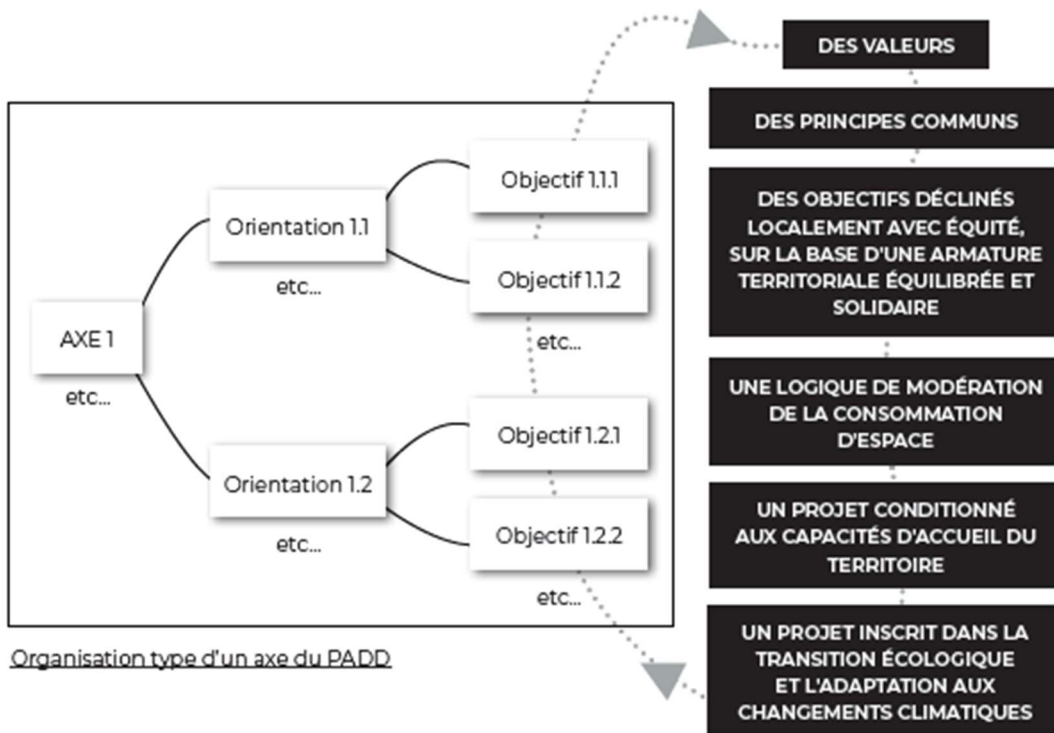 AXE 1
etc...
Orientation 1.1
etc...
Orientation 1.2
etc...
Objectif 1.1.1
Objectif 1.1.2
etc...
Objectif 1.2.1
Objectif 1.2.2
etc...
Organisation type d'un axe du PADD
DES VALEURS
DES PRINCIPES COMMUNS
DES OBJECTIFS DÉCLINÉS
LOCALEMENT AVEC ÉQUITÉ,
SUR LA BASE D'UNE ARMATURE
TERRITORIALE ÉQUILIBRÉE ET
SOLIDAIRE
UNE LOGIQUE DE MODÉRATION
DE LA CONSOMMATION
D'ESPACE
UN PROJET CONDITIONNÉ
AUX CAPACITÉS D'ACCUEIL DU
TERRITOIRE
UN PROJET INSCRIT DANS LA
TRANSITION ÉCOLOGIQUE
ET L'ADAPTATION AUX
CHANGEMENTS CLIMATIQUES